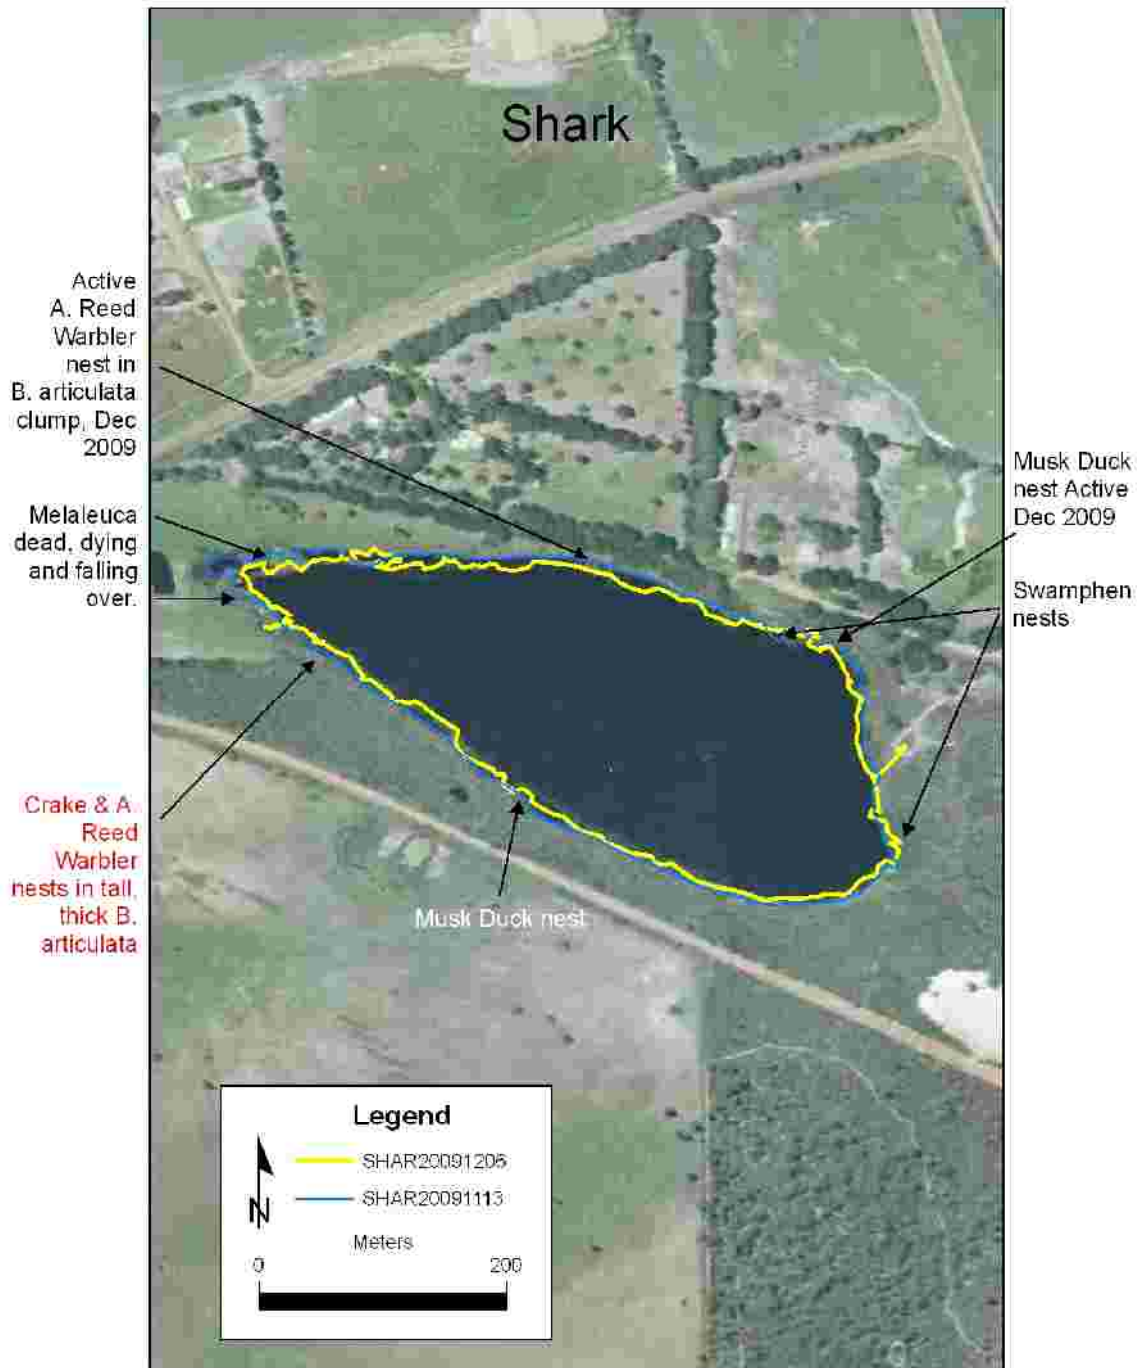 Shark
Active
A. Reed
Warbler
nest in
B. articulata
clump, Dec
2009
Melaleuca
dead, dying
and falling
over.
Crake & A.
Reed
Warbler
nests in tall,
thick B.
articulata
Musk Duck
nest Active
Dec 2009
Swamphen
nests
Musk Duck nest
Legend
SHAR20091206
SHAR20091113
N
Meters
0 200